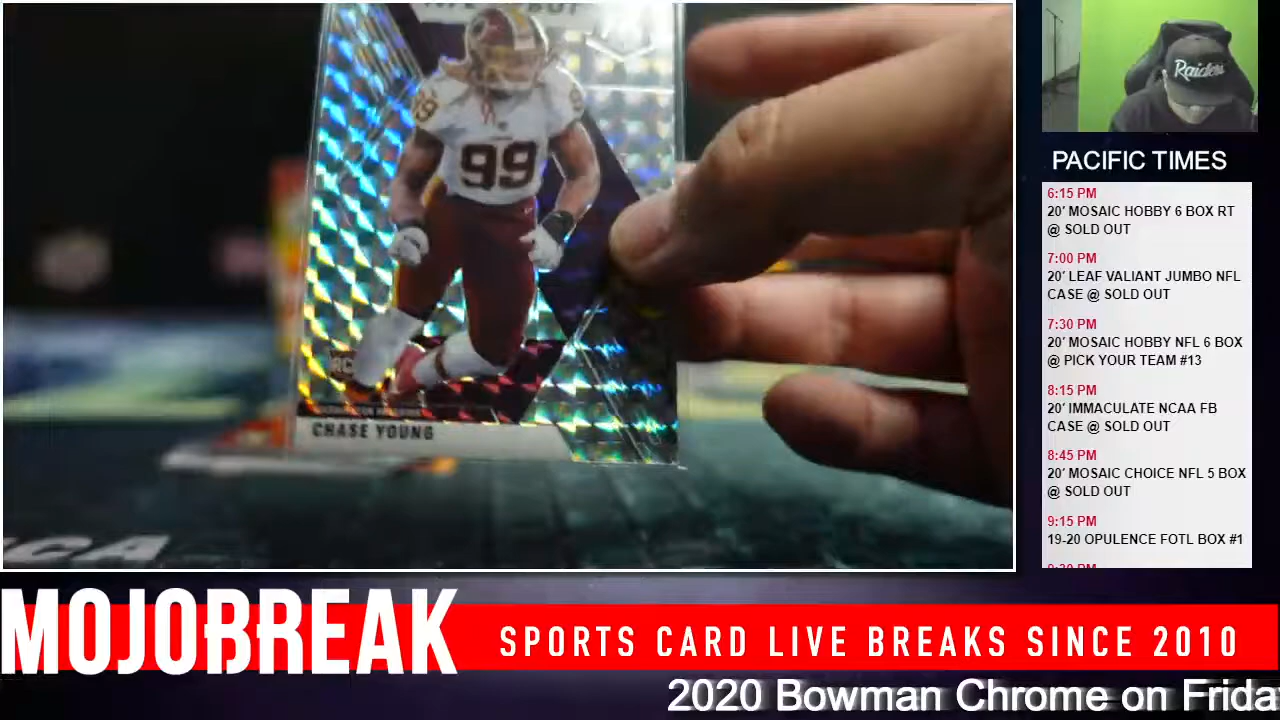 99
99
RC
CHASE YOUNG
Raiders
PACIFIC TIMES
6:15 PM
20' MOSAIC HOBBY 6 BOX RT
@ SOLD OUT
7:00 PM
20' LEAF VALIANT JUMBO NFL
CASE @ SOLD OUT
7:30 PM
20' MOSAIC HOBBY NFL 6 BOX
@ PICK YOUR TEAM #13
8:15 PM
20' IMMACULATE NCAA FB
CASE @ SOLD OUT
8:45 PM
20' MOSAIC CHOICE NFL 5 BOX
@ SOLD OUT
9:15 PM
19-20 OPULENCE FOTL BOX #1
MOJOBREAK
SPORTS CARD LIVE BREAKS SINCE 2010
2020 Bowman Chrome on Frida